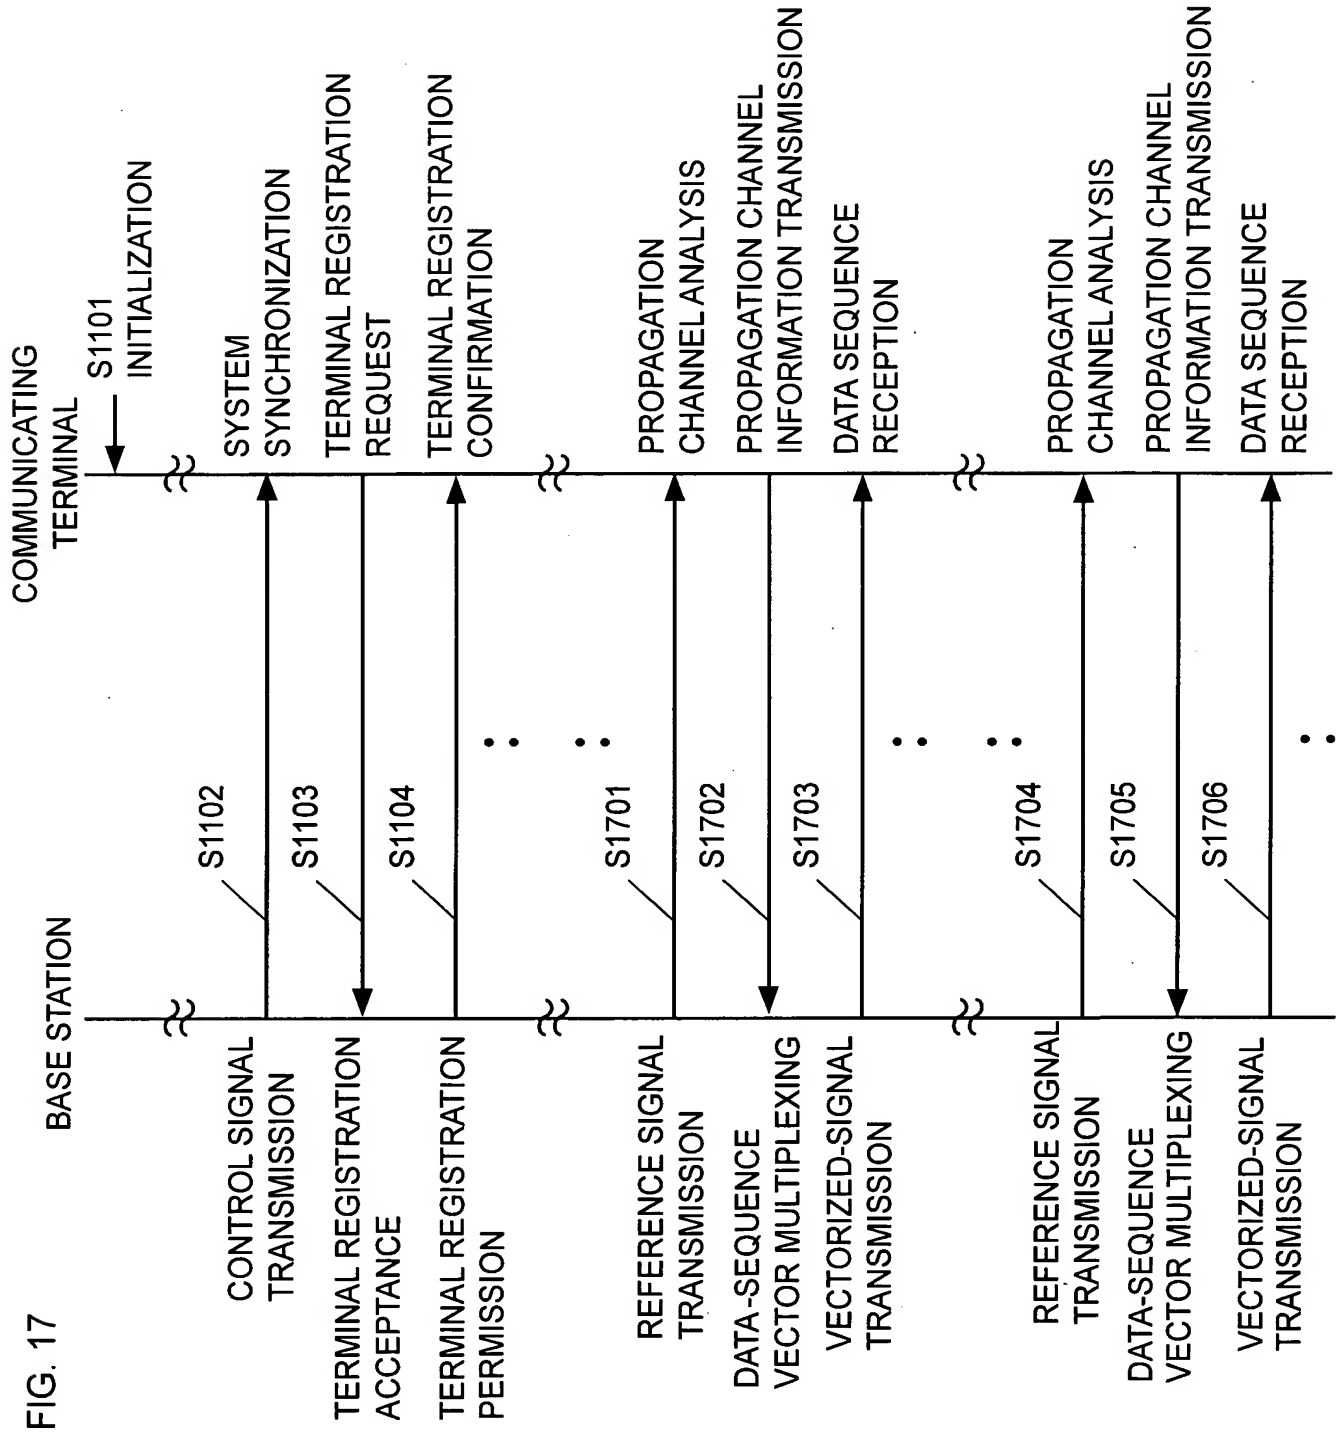 FIG. 17
BASE STATION
COMMUNICATING
TERMINAL
S1101
INITIALIZATION
CONTROL SIGNAL
TRANSMISSION
S1102
SYSTEM
SYNCHRONIZATION
TERMINAL REGISTRATION
ACCEPTANCE
S1103
TERMINAL REGISTRATION
REQUEST
TERMINAL REGISTRATION
PERMISSION
S1104
TERMINAL REGISTRATION
CONFIRMATION
REFERENCE SIGNAL
TRANSMISSION
S1701
PROPAGATION
CHANNEL ANALYSIS
DATA-SEQUENCE
VECTOR MULTIPLEXING
S1702
PROPAGATION CHANNEL
INFORMATION TRANSMISSION
VECTORIZED-SIGNAL
TRANSMISSION
S1703
DATA SEQUENCE
RECEPTION
REFERENCE SIGNAL
TRANSMISSION
S1704
PROPAGATION
CHANNEL ANALYSIS
DATA-SEQUENCE
VECTOR MULTIPLEXING
S1705
PROPAGATION CHANNEL
INFORMATION TRANSMISSION
VECTORIZED-SIGNAL
TRANSMISSION
S1706
DATA SEQUENCE
RECEPTION